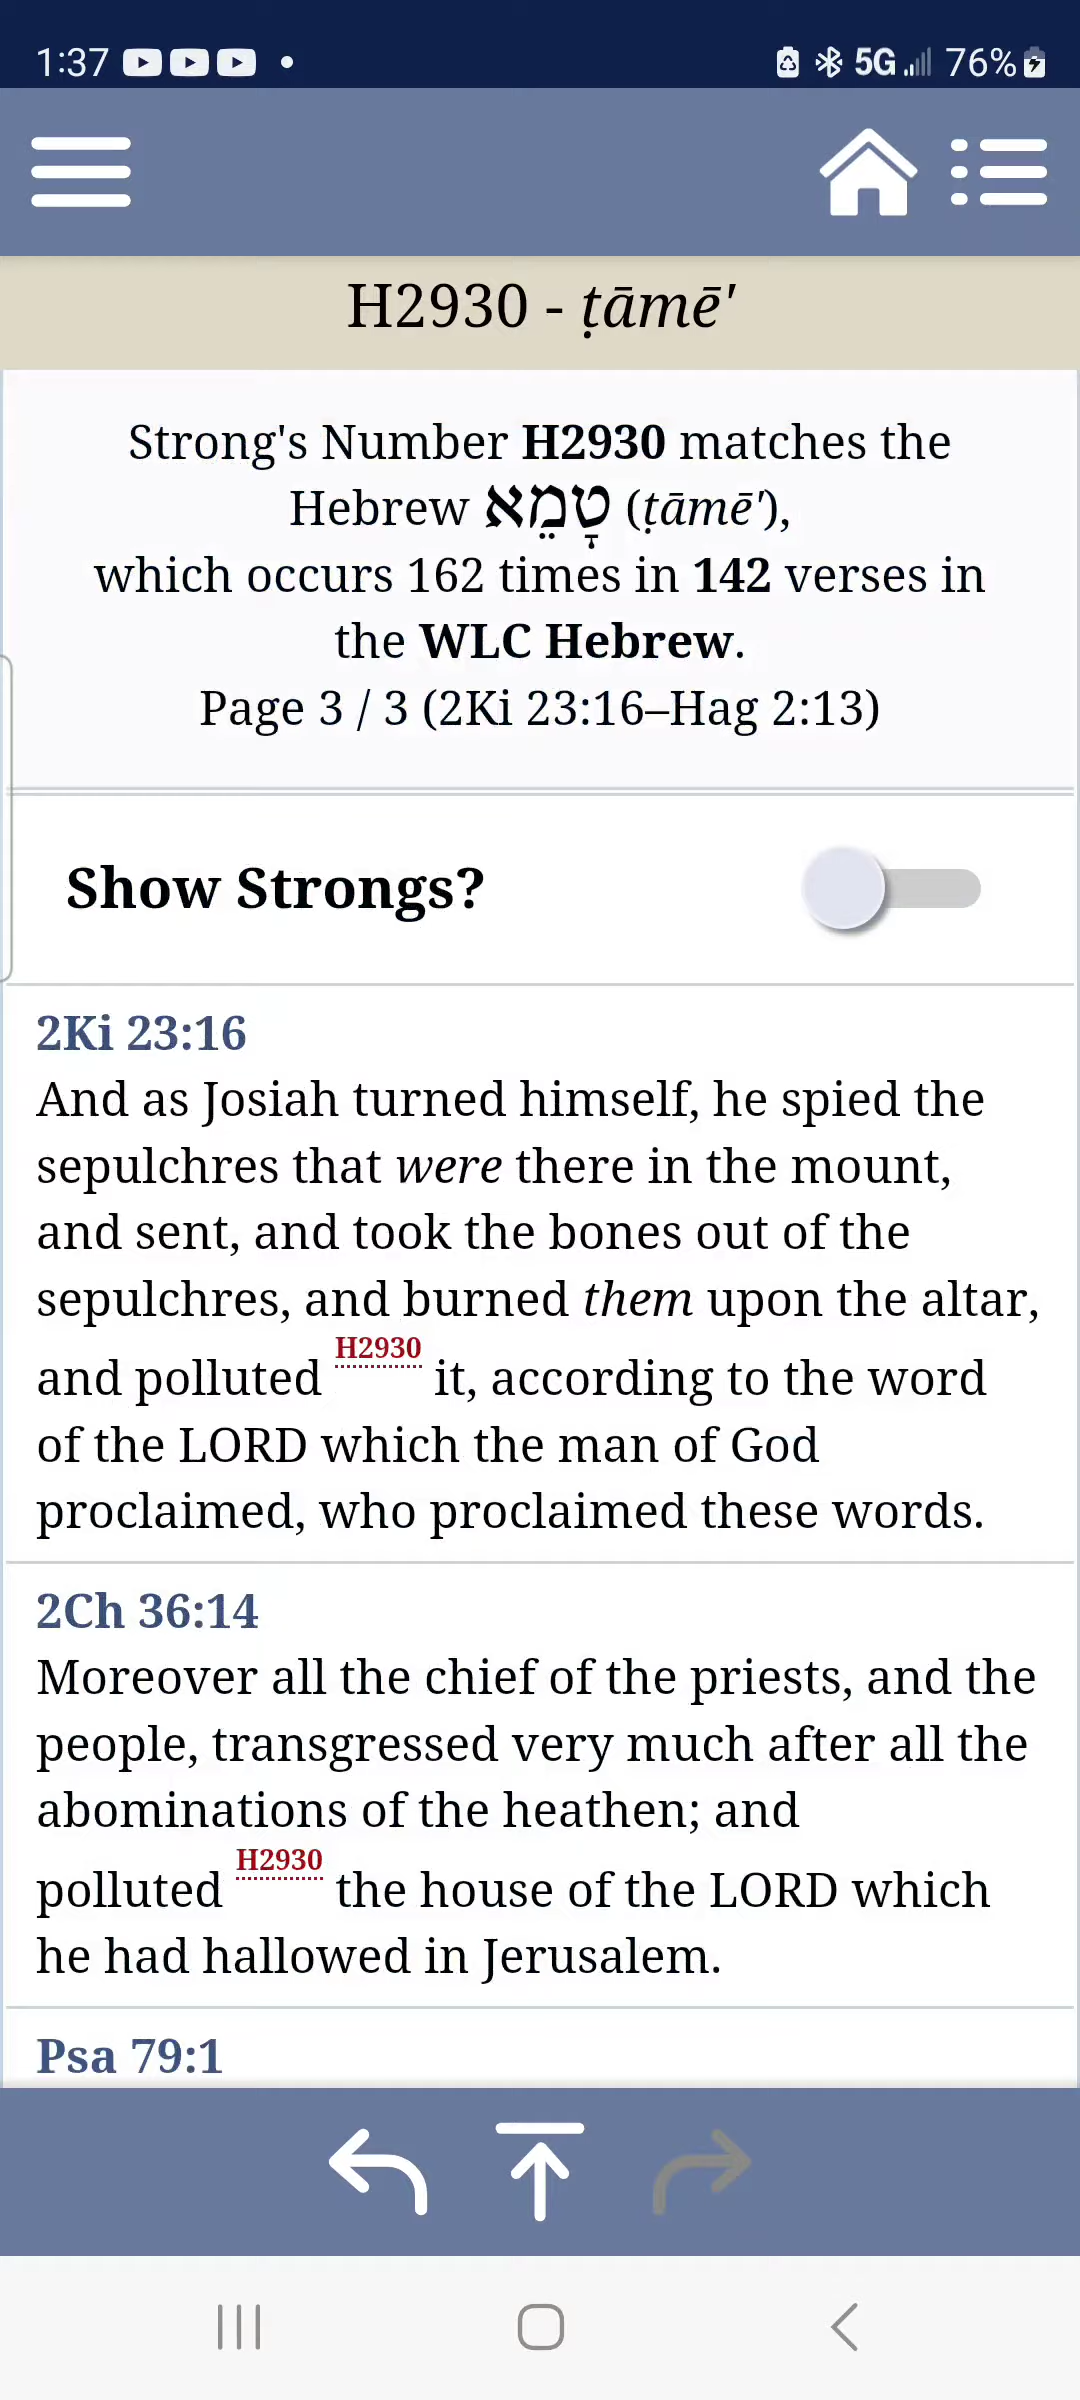 1:37 5G 76%
H2930 - ṭāmē'
Strong's Number H2930 matches the
Hebrew טָמֵא (ṭāmē'),
which occurs 162 times in 142 verses in
the WLC Hebrew.
Page 3 / 3 (2Ki 23:16–Hag 2:13)
Show Strongs?
2Ki 23:16
And as Josiah turned himself, he spied the
sepulchres that were there in the mount,
and sent, and took the bones out of the
sepulchres, and burned them upon the altar,
and polluted H2930 it, according to the word
of the LORD which the man of God
proclaimed, who proclaimed these words.
2Ch 36:14
Moreover all the chief of the priests, and the
people, transgressed very much after all the
abominations of the heathen; and
polluted H2930 the house of the LORD which
he had hallowed in Jerusalem.
Psa 79:1